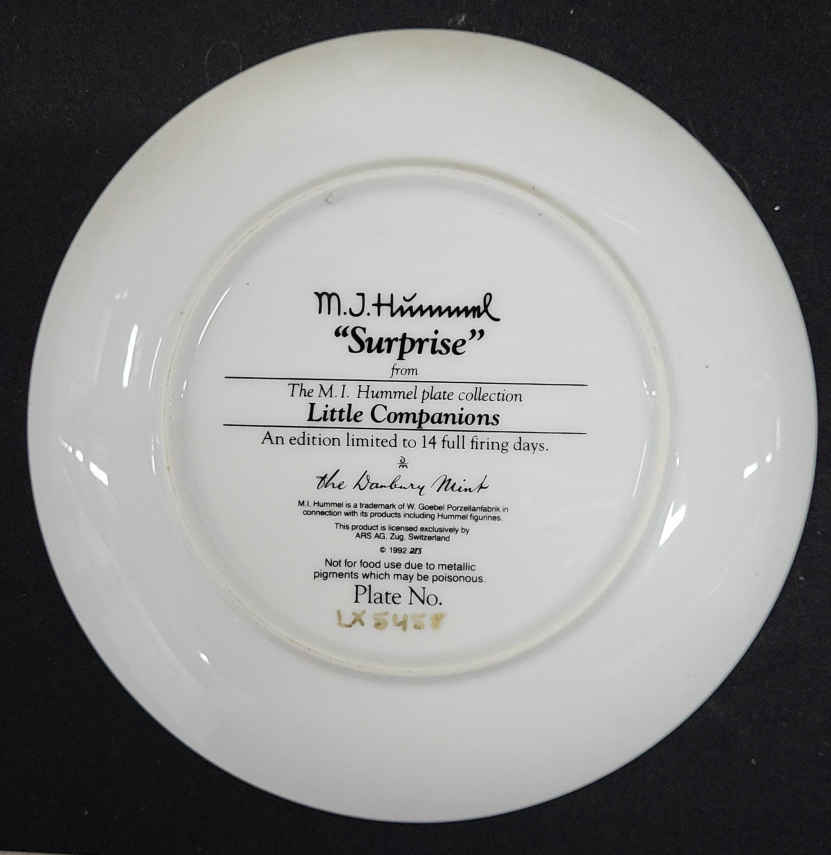 M.J.Hummel
“Surprise”
from
The M.I. Hummel plate collection
Little Companions
An edition limited to 14 full firing days.
DM
the Danbury Mint
M.I. Hummel is a trademark of W. Goebel Porzellanfabrik in
connection with its products including Hummel figurines.
This product is licensed exclusively by
ARS AG, Zug, Switzerland
© 1992 ars
Not for food use due to metallic
pigments which may be poisonous.
Plate No.
LX5458